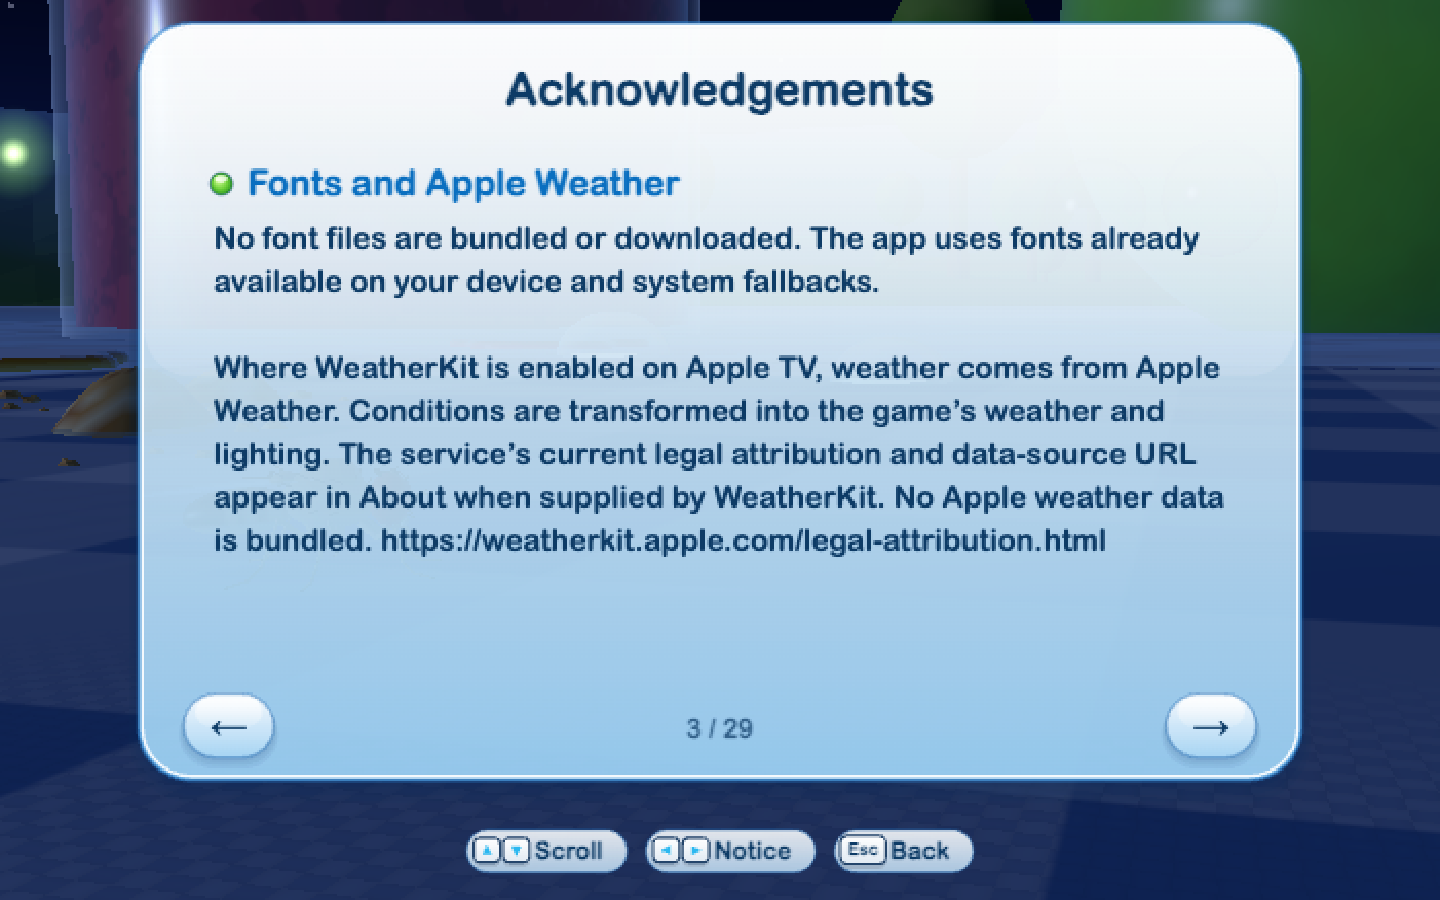 Acknowledgements
Fonts and Apple Weather
No font files are bundled or downloaded. The app uses fonts already
available on your device and system fallbacks.
Where WeatherKit is enabled on Apple TV, weather comes from Apple
Weather. Conditions are transformed into the game’s weather and
lighting. The service’s current legal attribution and data-source URL
appear in About when supplied by WeatherKit. No Apple weather data
is bundled. https://weatherkit.apple.com/legal-attribution.html
← 3 / 29 →
▲ ▼ Scroll ◄ ► Notice Esc Back